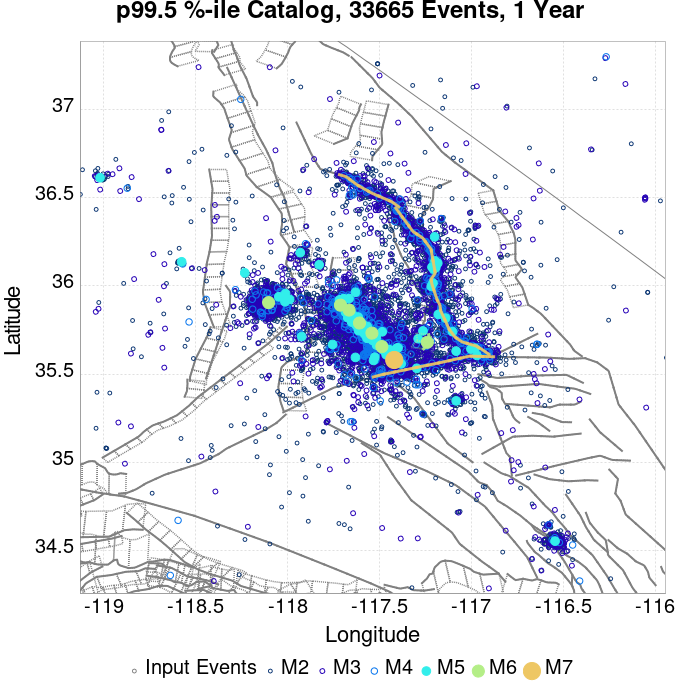 p99.5 %-ile Catalog, 33665 Events, 1 Year
37
36.5
36
35.5
35
34.5
Latitude
-119
-118.5
-118
-117.5
-117
-116.5
-116
Longitude
Input Events
M2
M3
M4
M5
M6
M7